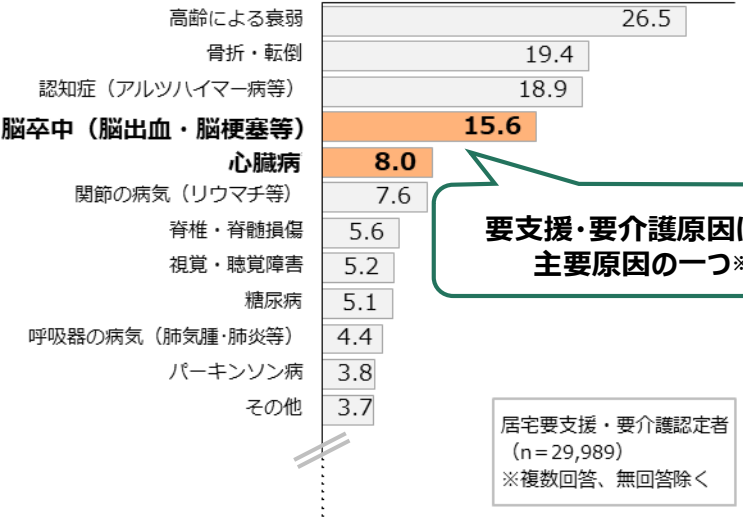 高齢による衰弱 26.5
骨折・転倒 19.4
認知症（アルツハイマー病等） 18.9
脳卒中（脳出血・脳梗塞等） 15.6
心臓病 8.0
関節の病気（リウマチ等） 7.6
脊椎・脊髄損傷 5.6
視覚・聴覚障害 5.2
糖尿病 5.1
呼吸器の病気（肺気腫・肺炎等） 4.4
パーキンソン病 3.8
その他 3.7
要支援・要介護原因
主要原因の一つ※
居宅要支援・要介護認定者
（n＝29,989）
※複数回答、無回答除く